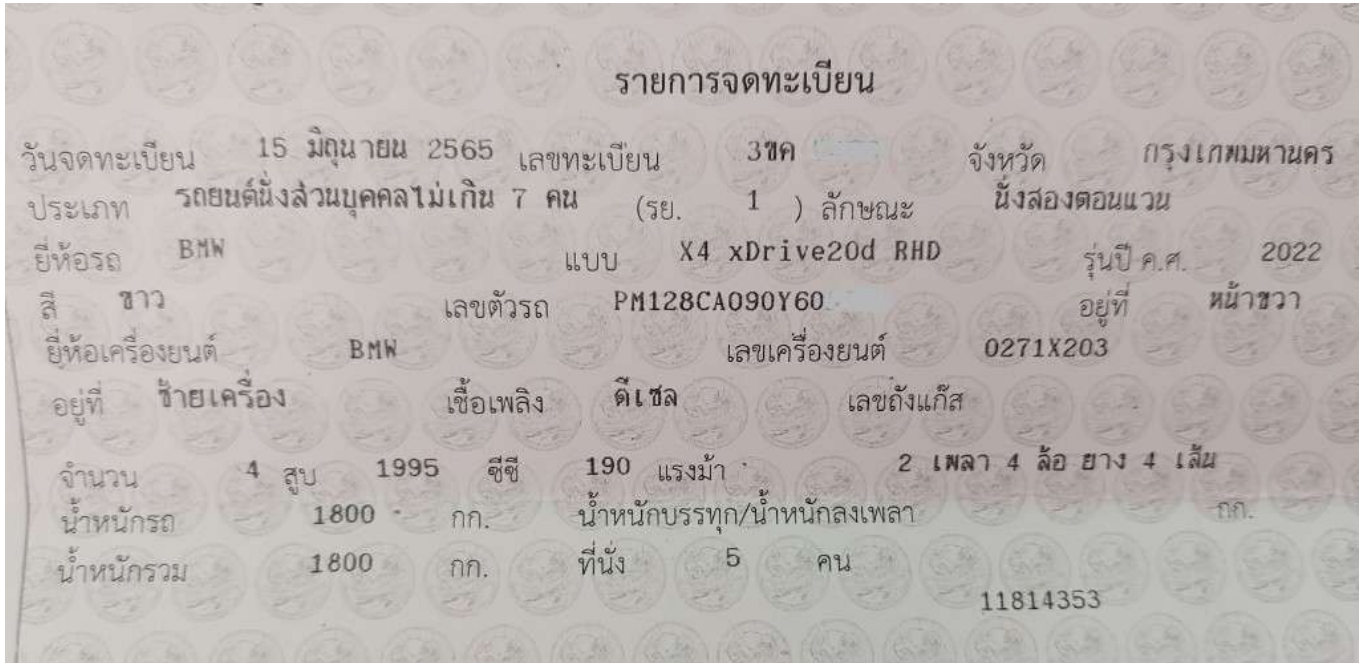 รายการจดทะเบียน
วันจดทะเบียน 15 มิถุนายน 2565 เลขทะเบียน 3ขค จังหวัด กรุงเทพมหานคร
ประเภท รถยนต์นั่งส่วนบุคคลไม่เกิน 7 คน (รย. 1 ) ลักษณะ นั่งสองตอนแวน
ยี่ห้อรถ BMW แบบ X4 xDrive20d RHD รุ่นปี ค.ศ. 2022
สี ขาว เลขตัวรถ PM128CA090Y60 อยู่ที่ หน้าขวา
ยี่ห้อเครื่องยนต์ BMW เลขเครื่องยนต์ 0271X203
อยู่ที่ ซ้ายเครื่อง เชื้อเพลิง ดีเซล เลขถังแก๊ส
จำนวน 4 สูบ 1995 ซีซี 190 แรงม้า 2 เพลา 4 ล้อ ยาง 4 เส้น
น้ำหนักรถ 1800 กก. น้ำหนักบรรทุก/น้ำหนักลงเพลา กก.
น้ำหนักรวม 1800 กก. ที่นั่ง 5 คน
11814353